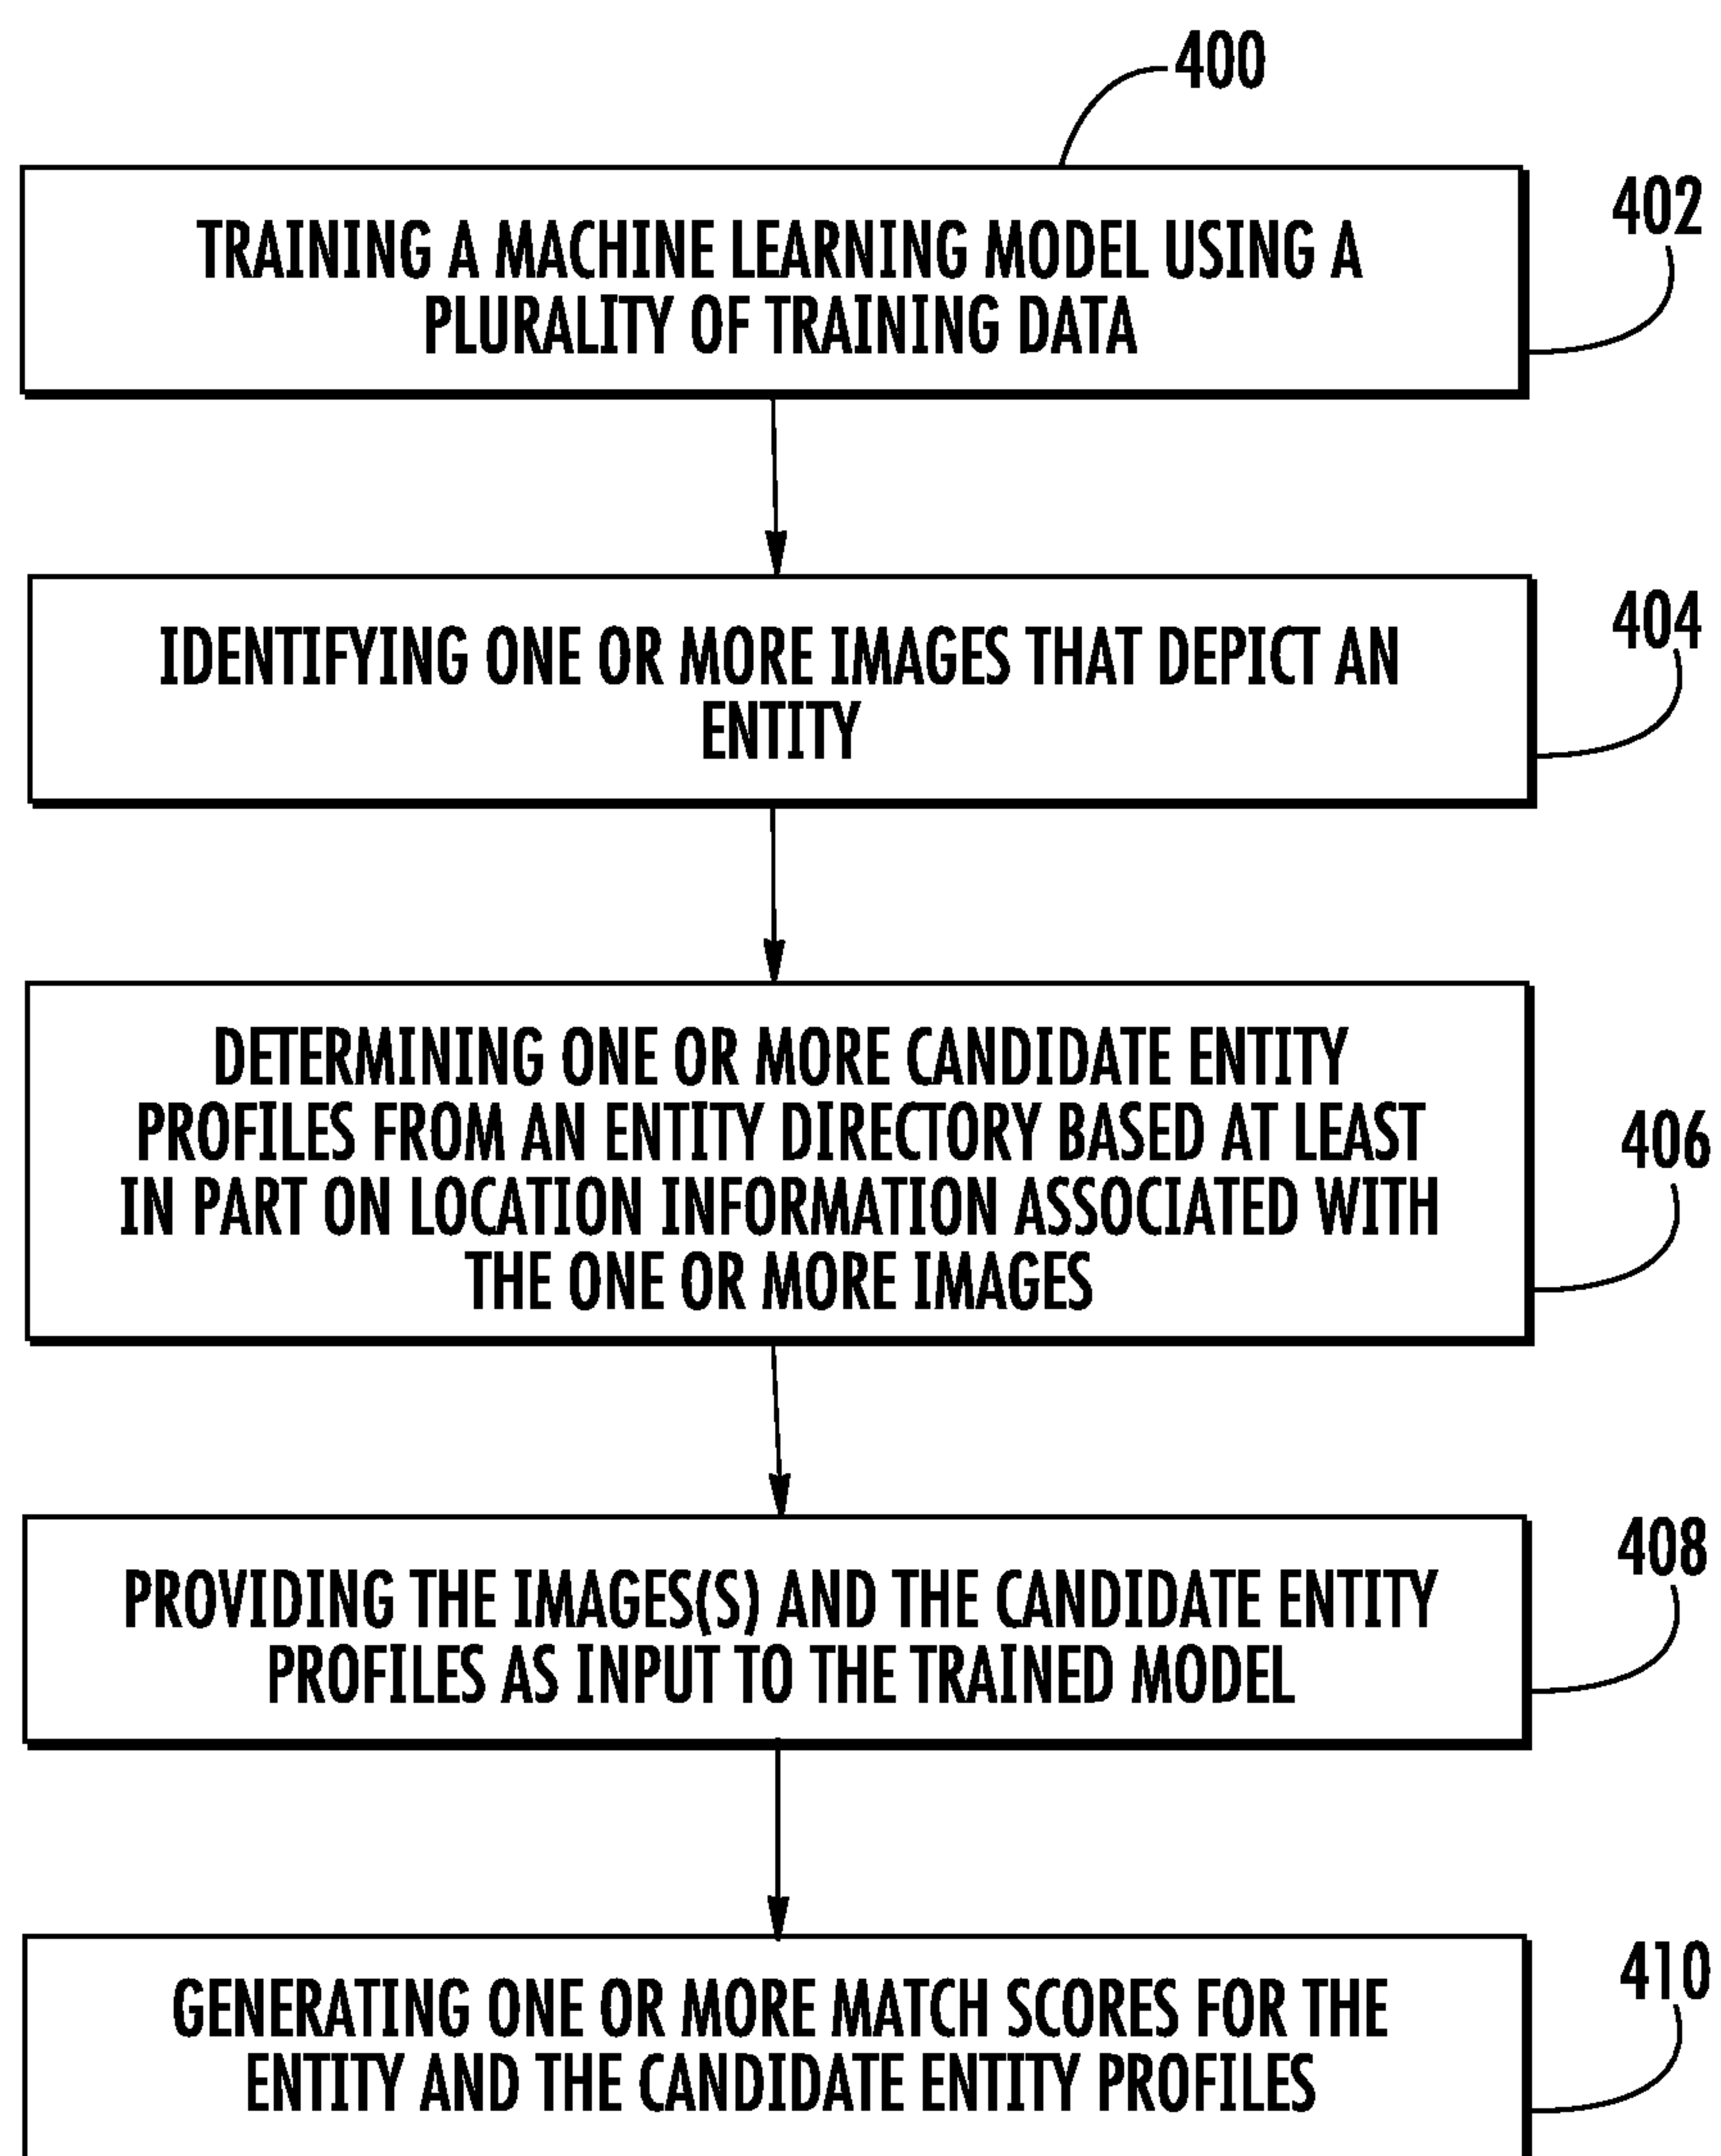 400
402
TRAINING A MACHINE LEARNING MODEL USING A
PLURALITY OF TRAINING DATA
404
IDENTIFYING ONE OR MORE IMAGES THAT DEPICT AN
ENTITY
DETERMINING ONE OR MORE CANDIDATE ENTITY
PROFILES FROM AN ENTITY DIRECTORY BASED AT LEAST
IN PART ON LOCATION INFORMATION ASSOCIATED WITH
THE ONE OR MORE IMAGES
406
408
PROVIDING THE IMAGES(S) AND THE CANDIDATE ENTITY
PROFILES AS INPUT TO THE TRAINED MODEL
410
GENERATING ONE OR MORE MATCH SCORES FOR THE
ENTITY AND THE CANDIDATE ENTITY PROFILES